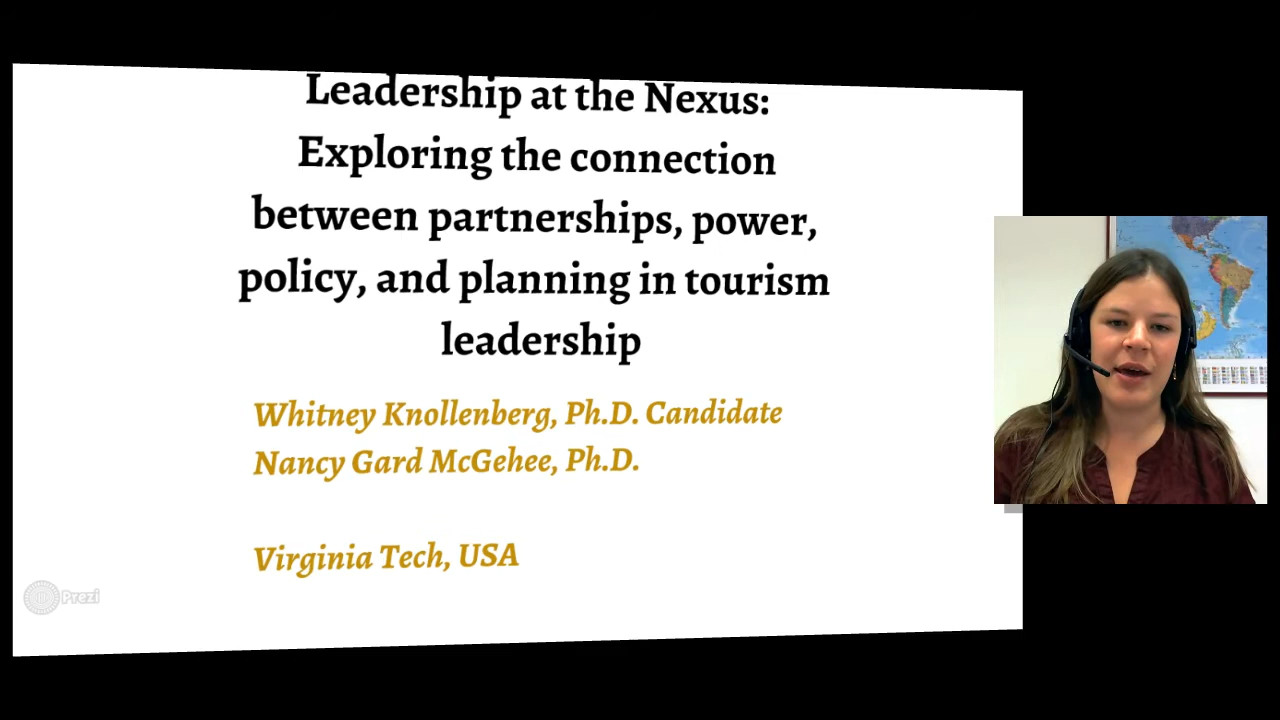 Leadership at the Nexus:
Exploring the connection
between partnerships, power,
policy, and planning in tourism
leadership
Whitney Knollenberg, Ph.D. Candidate
Nancy Gard McGehee, Ph.D.
Virginia Tech, USA
Prezi